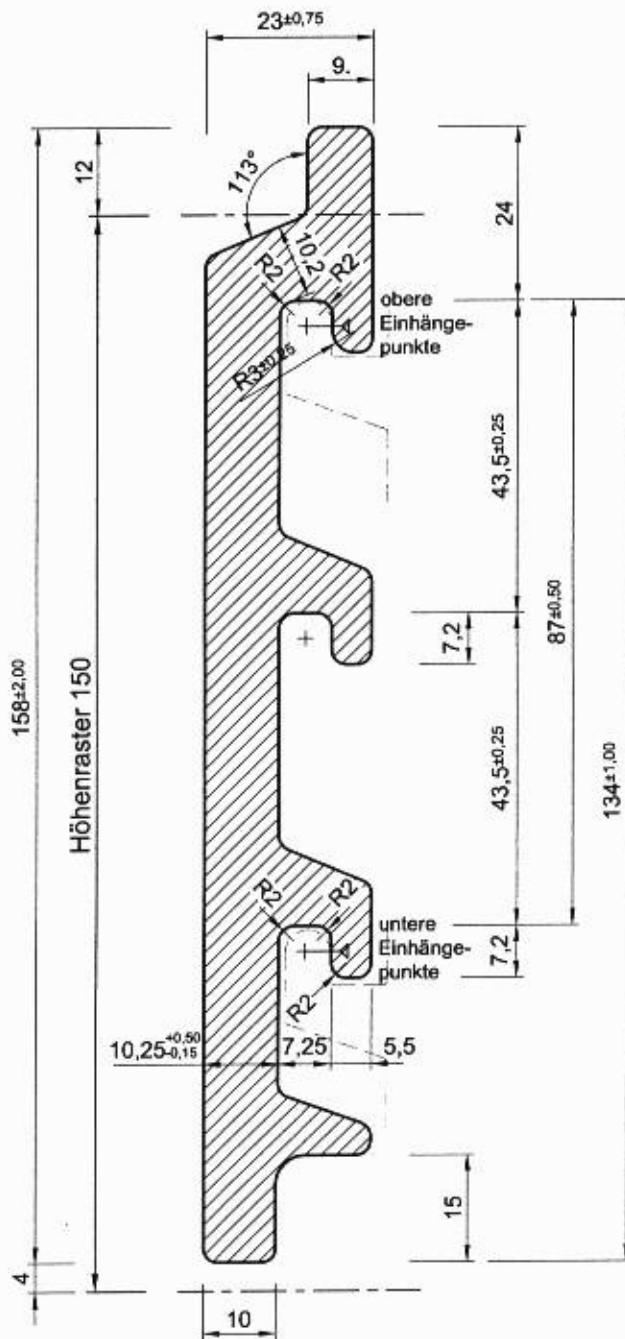 23±0,75
9.
12
113°
24
10,2
R2
R2
obere
Einhänge-
punkte
R3±0,25
43,5±0,25
87±0,50
7,2
158±2,00
Höhenraster 150
43,5±0,25
134±1,00
R2
R2
untere
Einhänge-
punkte
7,2
R2
10,25+0,50
-0,15
7,25
5,5
15
4
10